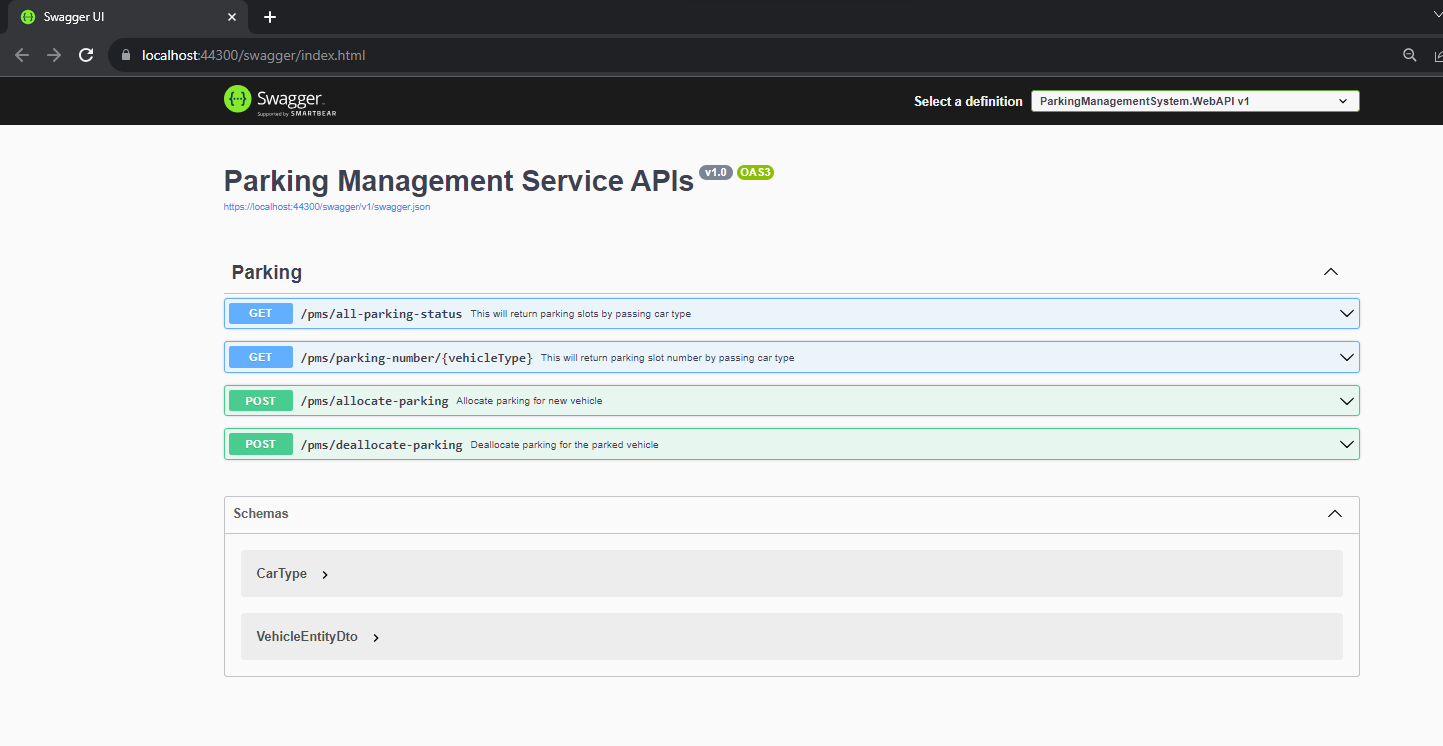 Swagger UI
localhost:44300/swagger/index.html
Swagger
Supported by SMARTBEAR
Select a definition
ParkingManagementSystem.WebAPI v1
Parking Management Service APIs v1.0 OAS3
https://localhost:44300/swagger/v1/swagger.json
Parking
GET /pms/all-parking-status This will return parking slots by passing car type
GET /pms/parking-number/{vehicleType} This will return parking slot number by passing car type
POST /pms/allocate-parking Allocate parking for new vehicle
POST /pms/deallocate-parking Deallocate parking for the parked vehicle
Schemas
CarType
VehicleEntityDto